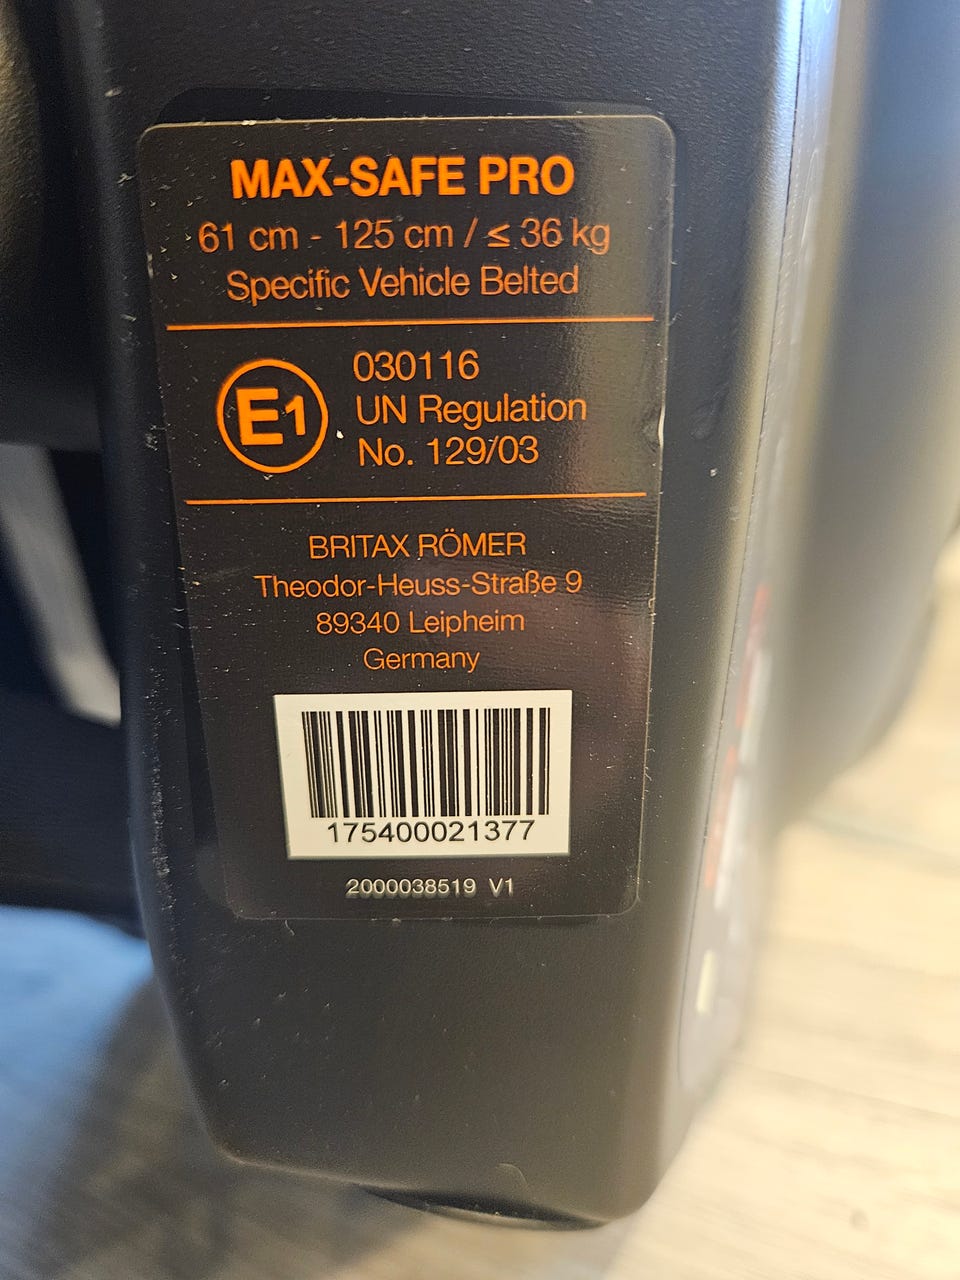 MAX-SAFE PRO
61 cm - 125 cm / ≤ 36 kg
Specific Vehicle Belted
E1
030116
UN Regulation
No. 129/03
BRITAX RÖMER
Theodor-Heuss-Straße 9
89340 Leipheim
Germany
175400021377
2000038519 V1